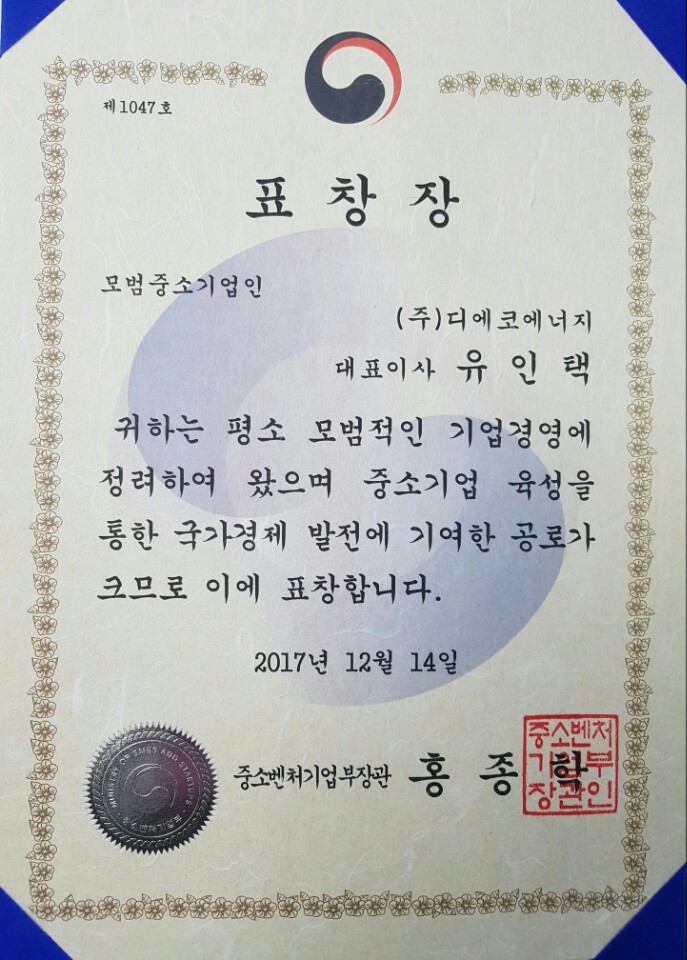 제1047호
표창장
모범중소기업인
(주)디에코에너지
대표이사 유인택
귀하는 평소 모범적인 기업경영에
정려하여 왔으며 중소기업 육성을
통한 국가경제 발전에 기여한 공로가
크므로 이에 표창합니다.
2017년 12월 14일
중소벤처기업부장관 홍종학
중소벤처
기업부
장관인
MINISTRY OF SMES AND STARTUPS